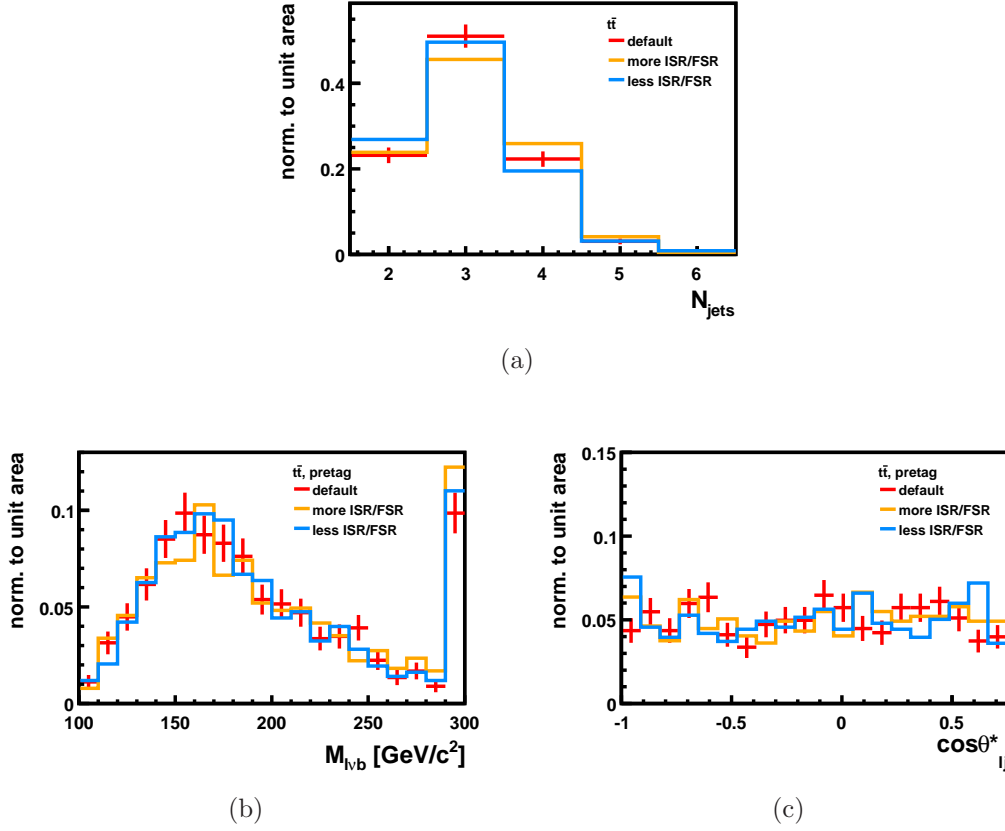 norm. to unit area
tt̄
default
more ISR/FSR
less ISR/FSR
0.4
0.2
0
2 3 4 5 6
N_jets
(a)
norm. to unit area
tt̄, pretag
default
more ISR/FSR
less ISR/FSR
0.1
0.05
0
100 150 200 250 300
M_lνb [GeV/c²]
(b)
norm. to unit area
tt̄, pretag
default
more ISR/FSR
less ISR/FSR
0.15
0.1
0.05
0
-1 -0.5 0 0.5
cosθ*_lj
(c)